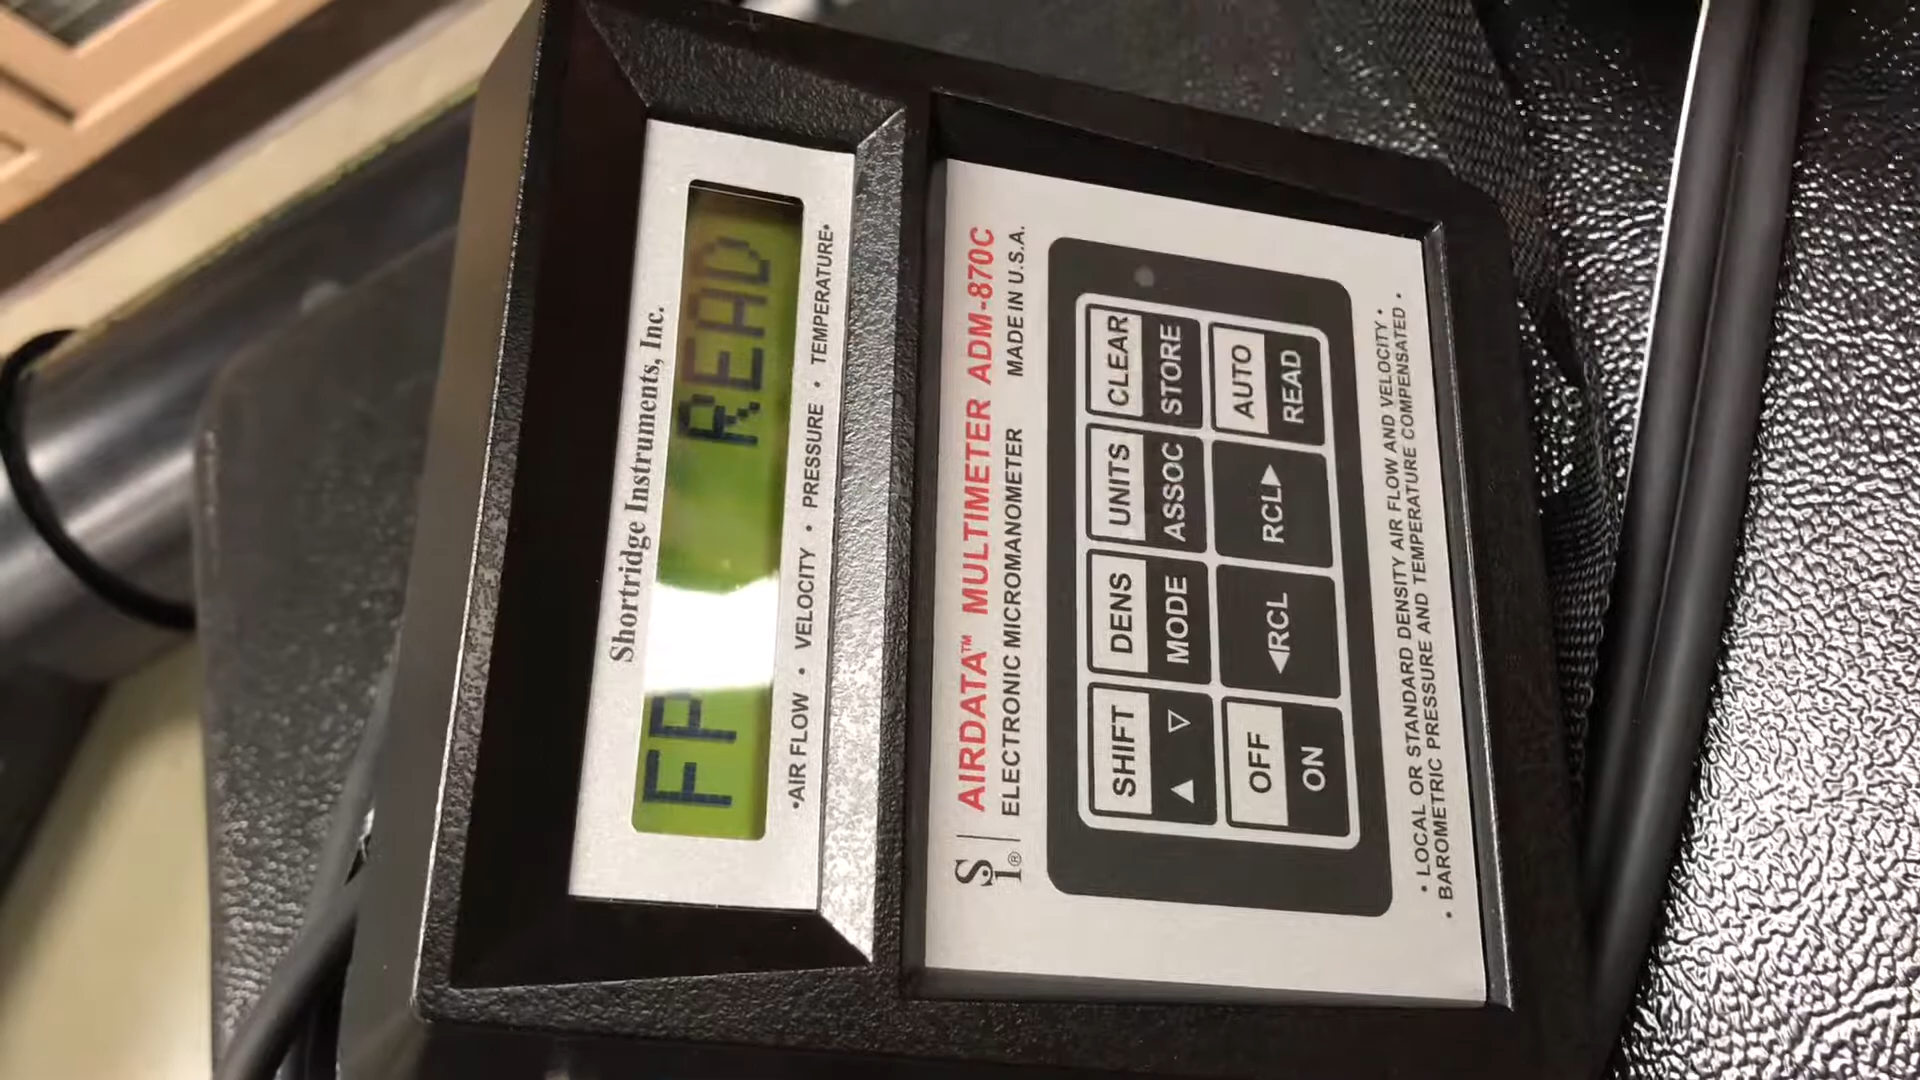 Shortridge Instruments, Inc.
FP READ
•AIR FLOW • VELOCITY • PRESSURE • TEMPERATURE•
SI® AIRDATA™ MULTIMETER ADM-870C
ELECTRONIC MICROMANOMETER MADE IN U.S.A.
SHIFT DENS UNITS CLEAR
▲ ▽ MODE ASSOC STORE
OFF ◀RCL RCL▶ AUTO
ON READ
• LOCAL OR STANDARD DENSITY AIR FLOW AND VELOCITY •
• BAROMETRIC PRESSURE AND TEMPERATURE COMPENSATED •